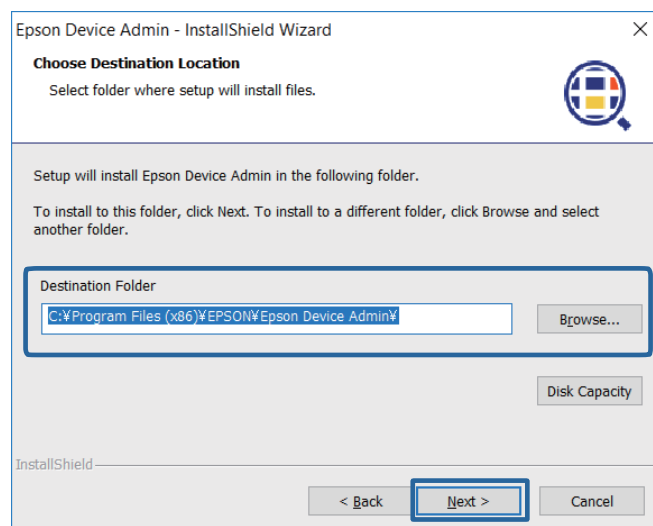 Epson Device Admin - InstallShield Wizard
Choose Destination Location
Select folder where setup will install files.
Setup will install Epson Device Admin in the following folder.
To install to this folder, click Next. To install to a different folder, click Browse and select
another folder.
Destination Folder
C:¥Program Files (x86)¥EPSON¥Epson Device Admin¥
Browse...
Disk Capacity
InstallShield
< Back
Next >
Cancel